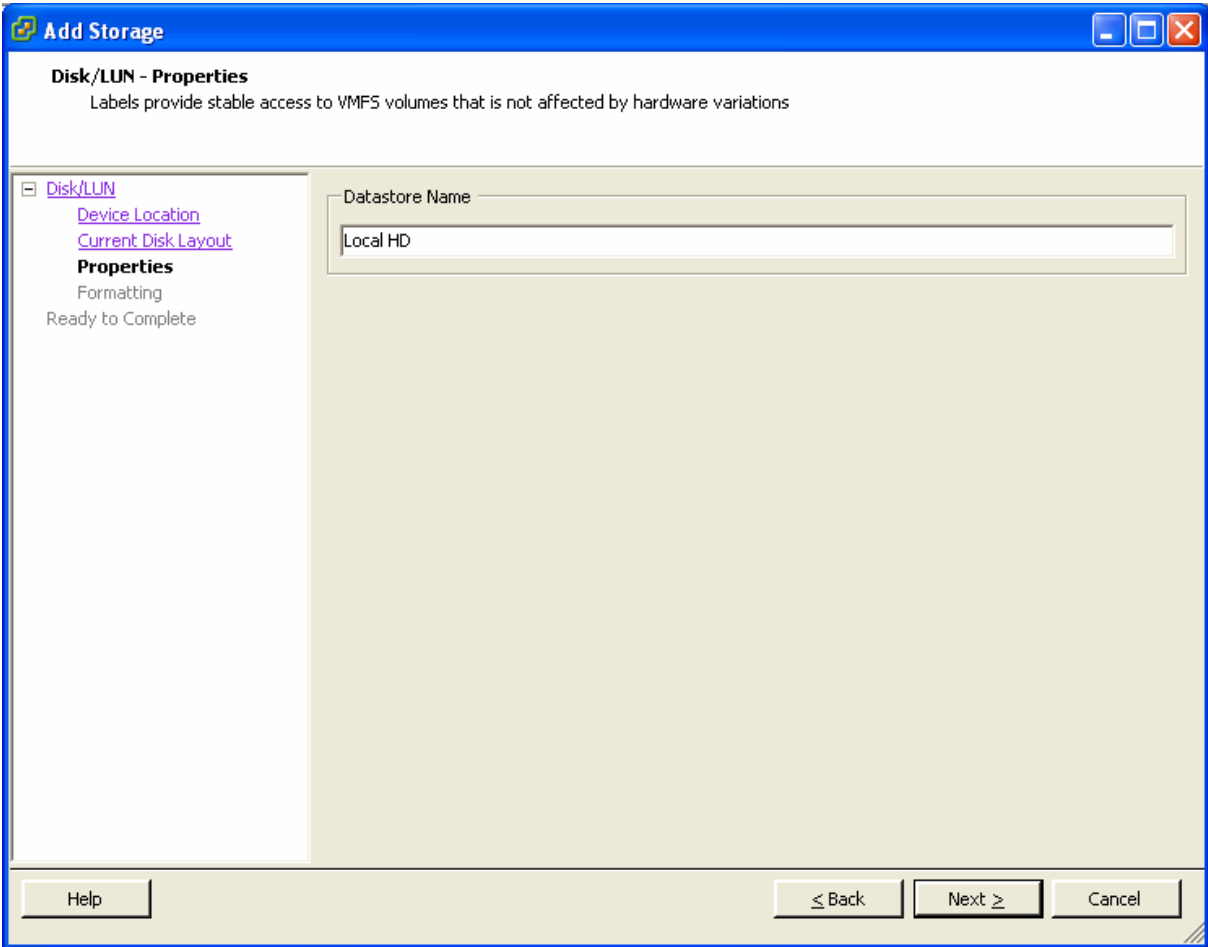 Add Storage
Disk/LUN - Properties
Labels provide stable access to VMFS volumes that is not affected by hardware variations
Disk/LUN
Device Location
Current Disk Layout
Properties
Formatting
Ready to Complete
Datastore Name
Local HD
Help
< Back
Next >
Cancel